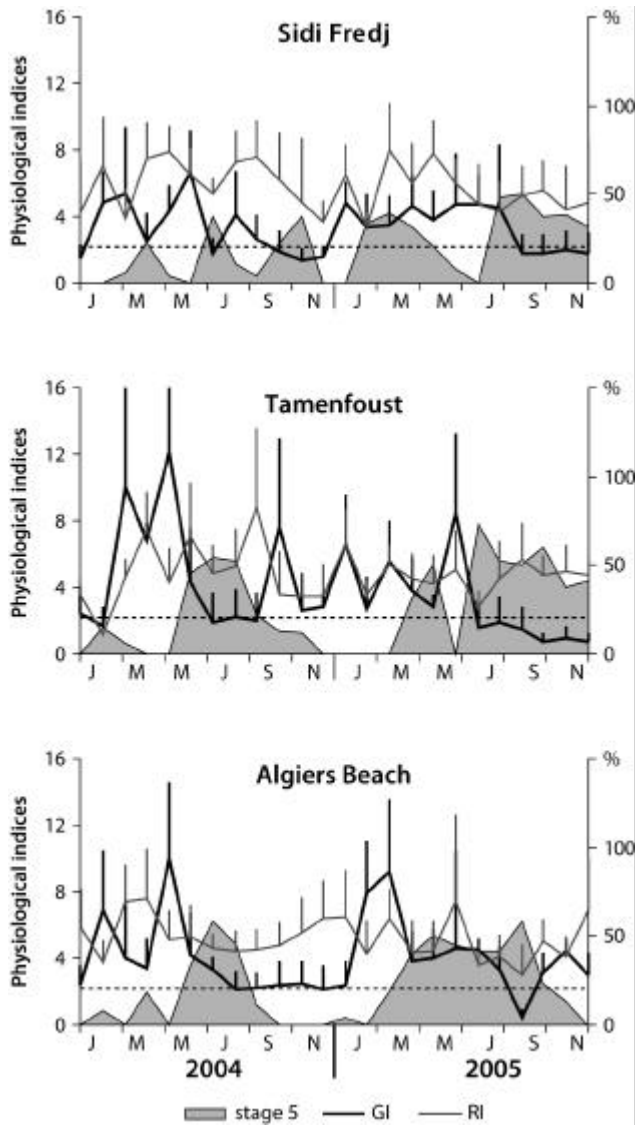 Sidi Fredj
16 %
12
100
8
50
4
0 0
Physiological indices
J M M J S N J M M J S N
Tamenfoust
16 %
12
100
8
50
4
0 0
Physiological indices
J M M J S N J M M J S N
Algiers Beach
16 %
12
100
8
50
4
0 0
Physiological indices
J M M J S N J M M J S N
2004 2005
stage 5 GI RI